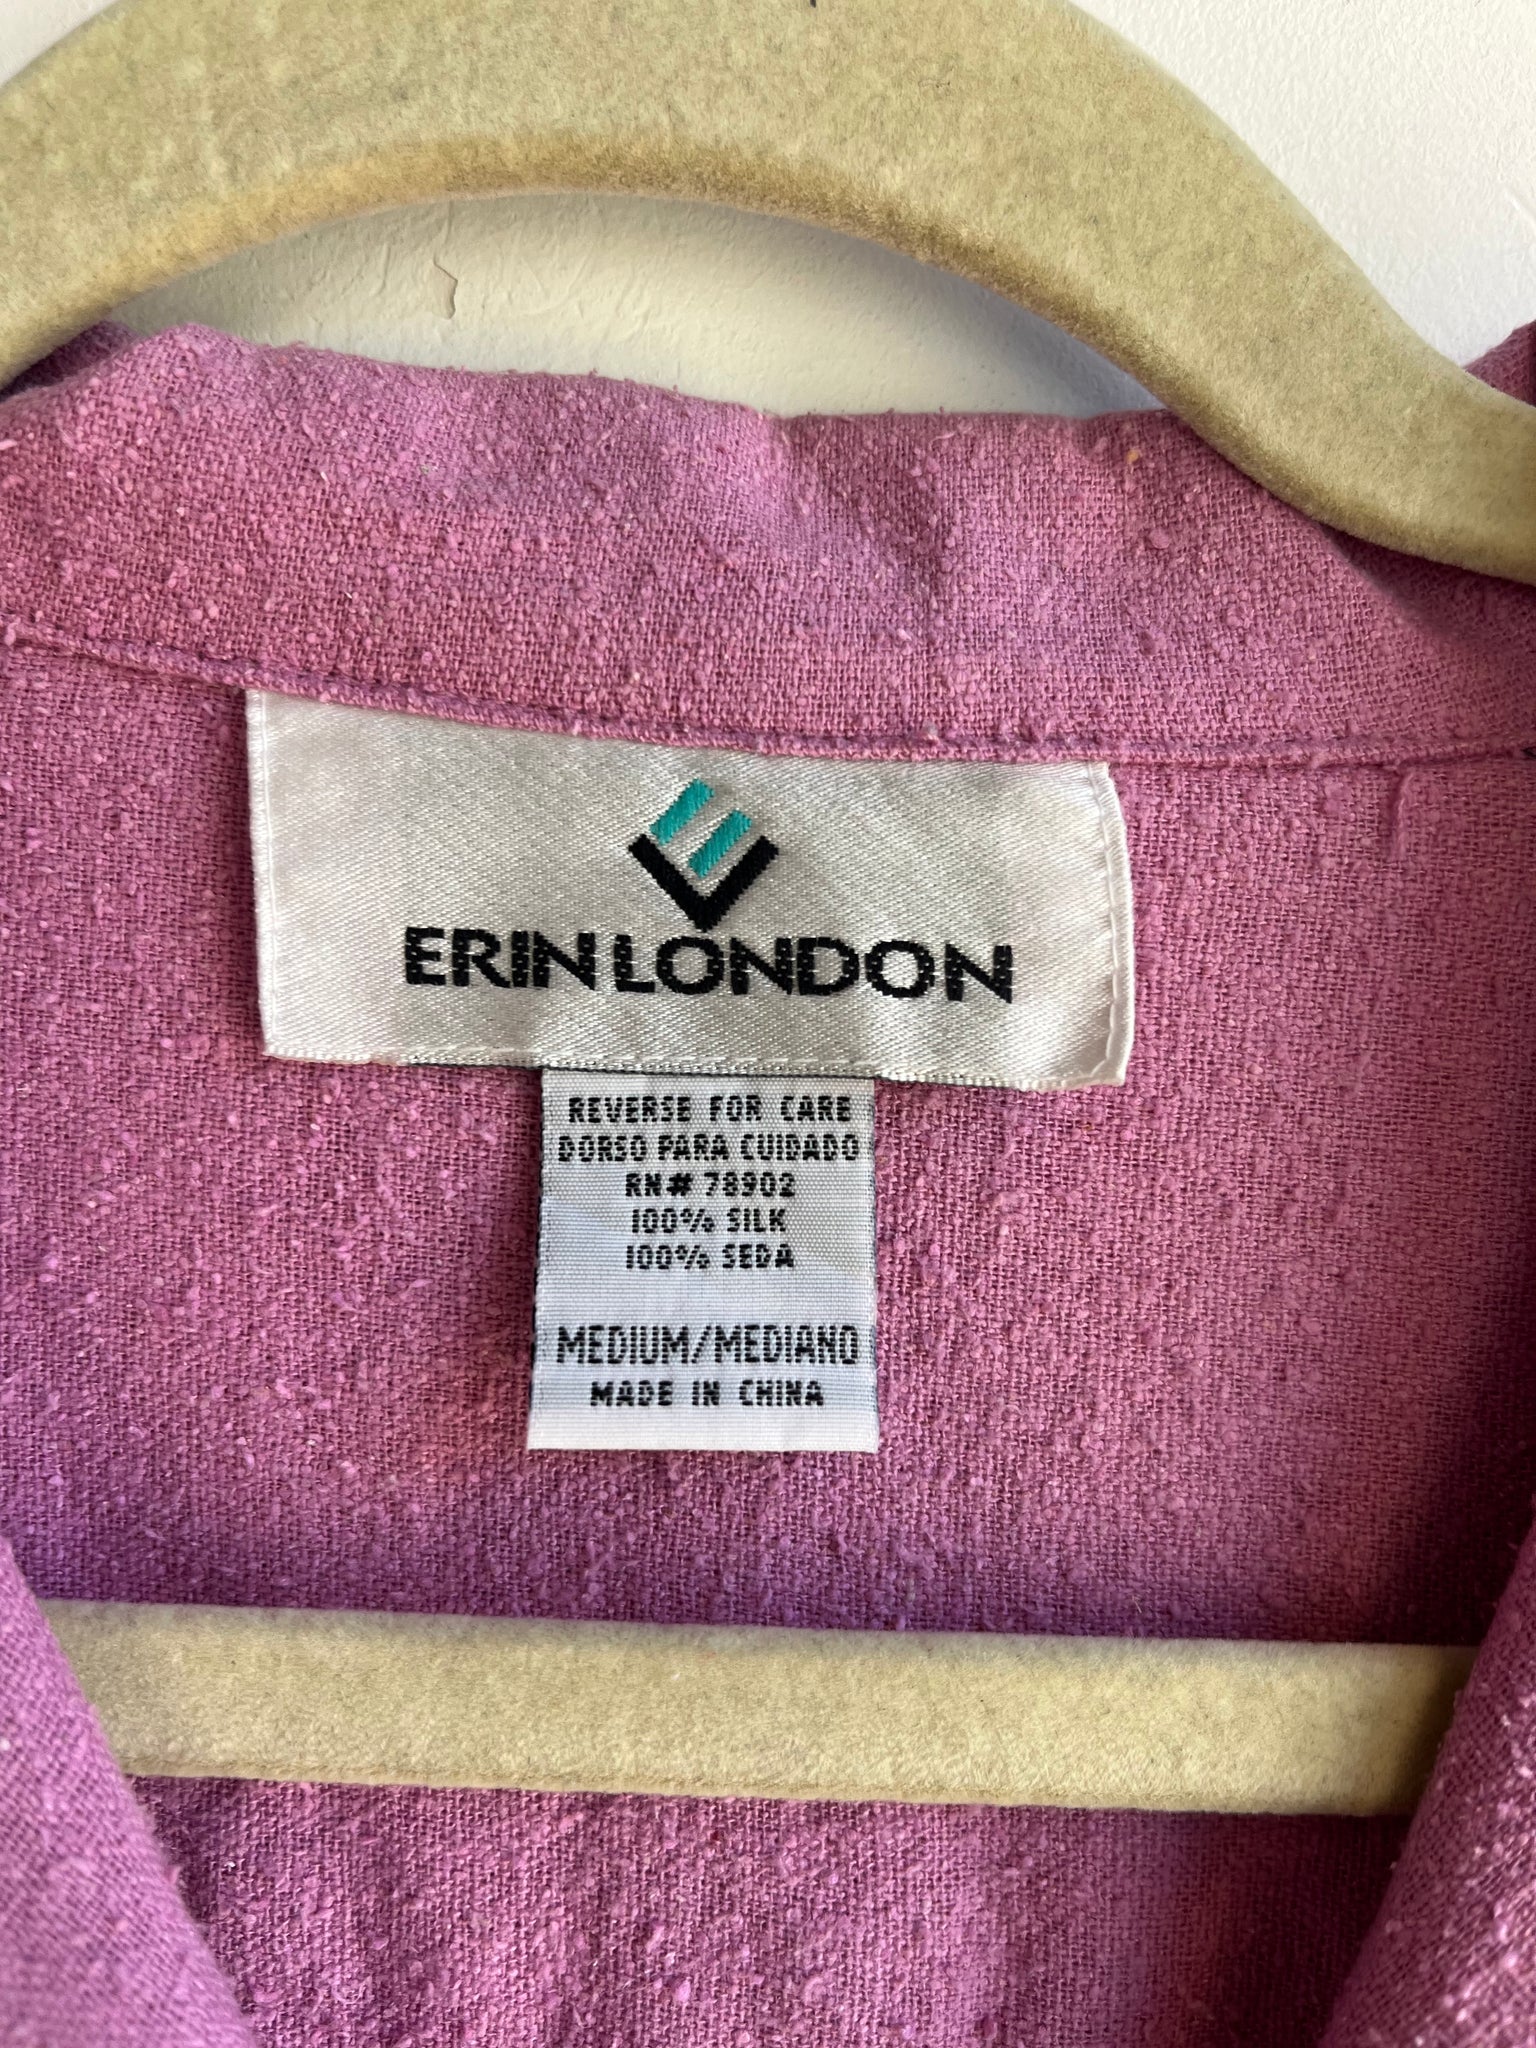 ERIN LONDON
REVERSE FOR CARE
DORSO PARA CUIDADO
RN# 78902
100% SILK
100% SEDA
MEDIUM/MEDIANO
MADE IN CHINA